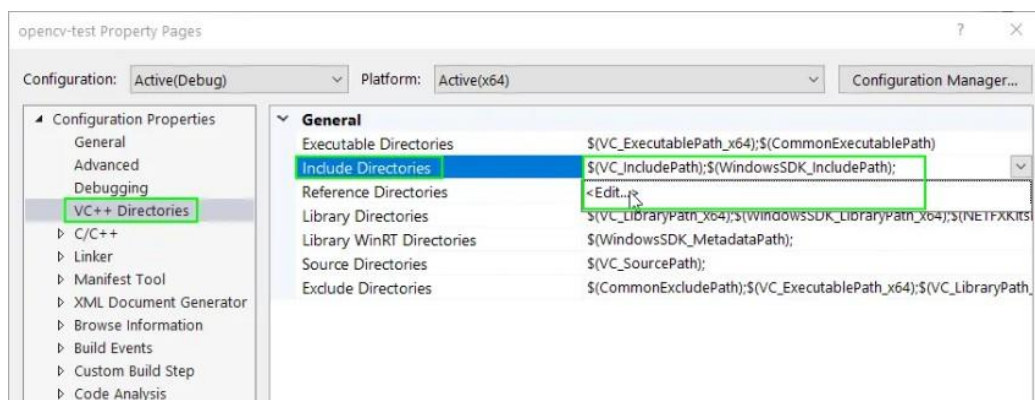 opencv-test Property Pages ? ×
Configuration: Active(Debug) Platform: Active(x64) Configuration Manager...
Configuration Properties
General
Advanced
Debugging
VC++ Directories
C/C++
Linker
Manifest Tool
XML Document Generator
Browse Information
Build Events
Custom Build Step
Code Analysis
General
Executable Directories $(VC_ExecutablePath_x64);$(CommonExecutablePath)
Include Directories $(VC_IncludePath);$(WindowsSDK_IncludePath);
Reference Directories <Edit...>
Library Directories $(VC_LibraryPath_x64);$(WindowsSDK_LibraryPath_x64);$(NETFXKits
Library WinRT Directories $(WindowsSDK_MetadataPath);
Source Directories $(VC_SourcePath);
Exclude Directories $(CommonExcludePath);$(VC_ExecutablePath_x64);$(VC_LibraryPath_